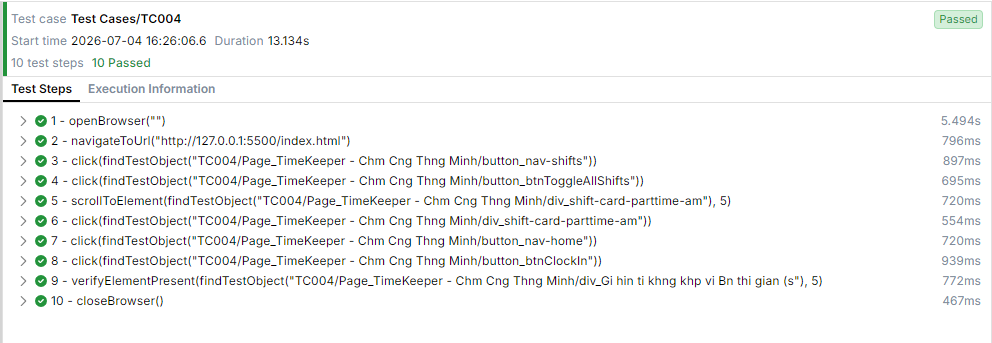 Test case Test Cases/TC004
Passed
Start time 2026-07-04 16:26:06.6 Duration 13.134s
10 test steps 10 Passed
Test Steps Execution Information
1 - openBrowser("") 5.494s
2 - navigateToUrl("http://127.0.0.1:5500/index.html") 796ms
3 - click(findTestObject("TC004/Page_TimeKeeper - Chm Cng Thng Minh/button_nav-shifts")) 897ms
4 - click(findTestObject("TC004/Page_TimeKeeper - Chm Cng Thng Minh/button_btnToggleAllShifts")) 695ms
5 - scrollToElement(findTestObject("TC004/Page_TimeKeeper - Chm Cng Thng Minh/div_shift-card-parttime-am"), 5) 720ms
6 - click(findTestObject("TC004/Page_TimeKeeper - Chm Cng Thng Minh/div_shift-card-parttime-am")) 554ms
7 - click(findTestObject("TC004/Page_TimeKeeper - Chm Cng Thng Minh/button_nav-home")) 720ms
8 - click(findTestObject("TC004/Page_TimeKeeper - Chm Cng Thng Minh/button_btnClockIn")) 939ms
9 - verifyElementPresent(findTestObject("TC004/Page_TimeKeeper - Chm Cng Thng Minh/div_Gi hin ti khng khp vi Bn thi gian (s"), 5) 772ms
10 - closeBrowser() 467ms